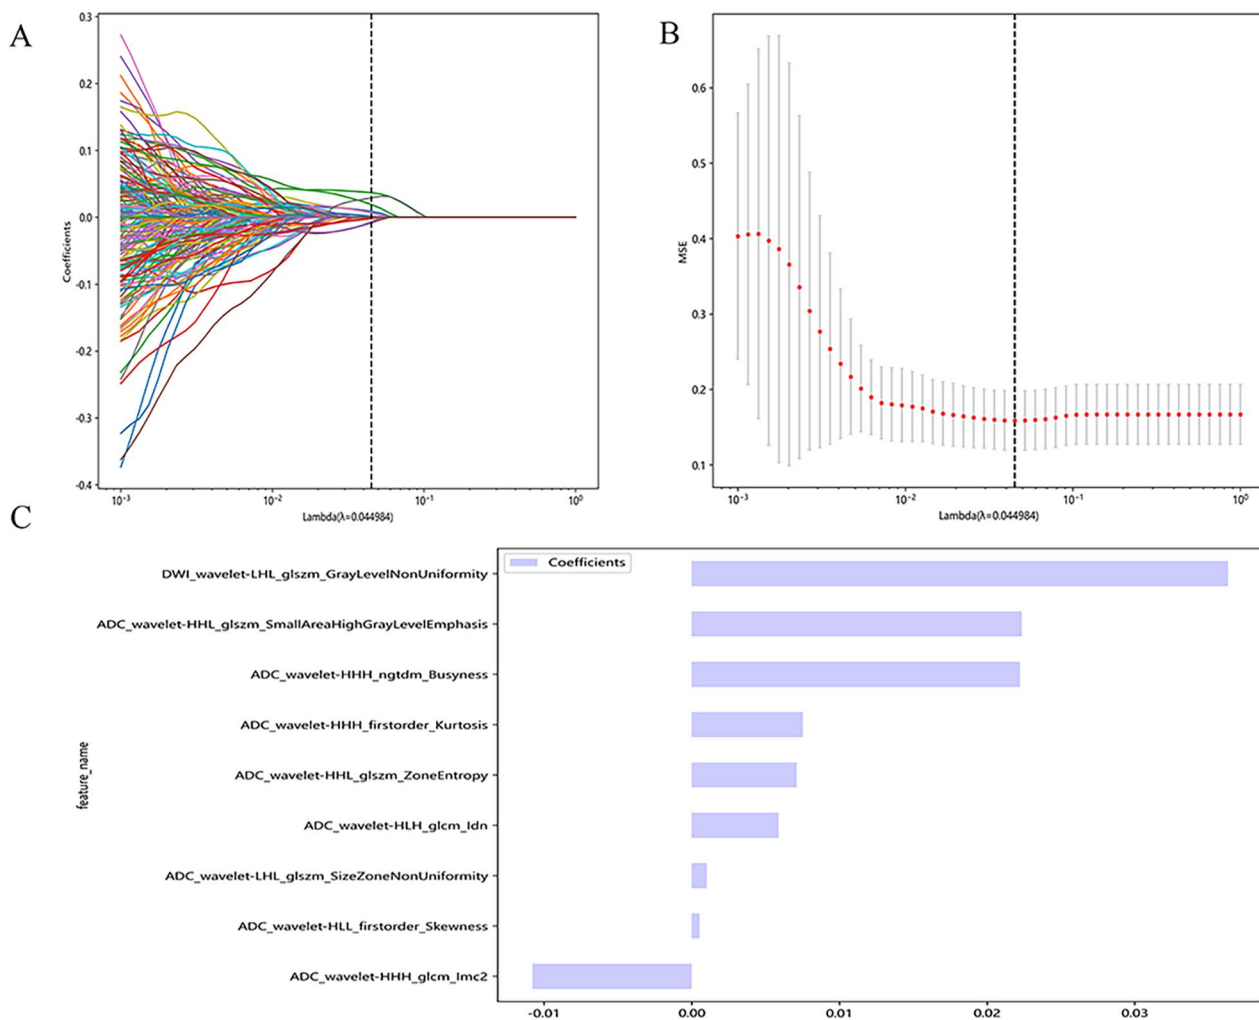 A
0.3
0.2
0.1
0.0
-0.1
-0.2
-0.3
-0.4
Coefficients
10⁻³
10⁻²
10⁻¹
10⁰
Lambda(λ=0.044984)
B
0.6
0.5
0.4
0.3
0.2
0.1
MSE
10⁻³
10⁻²
10⁻¹
10⁰
Lambda(λ=0.044984)
C
Coefficients
feature_name
DWI_wavelet-LHL_glszm_GrayLevelNonUniformity
ADC_wavelet-HHL_glszm_SmallAreaHighGrayLevelEmphasis
ADC_wavelet-HHH_ngtdm_Busyness
ADC_wavelet-HHH_firstorder_Kurtosis
ADC_wavelet-HHL_glszm_ZoneEntropy
ADC_wavelet-HLH_glcm_Idn
ADC_wavelet-LHL_glszm_SizeZoneNonUniformity
ADC_wavelet-HLL_firstorder_Skewness
ADC_wavelet-HHH_glcm_Imc2
-0.01
0.00
0.01
0.02
0.03